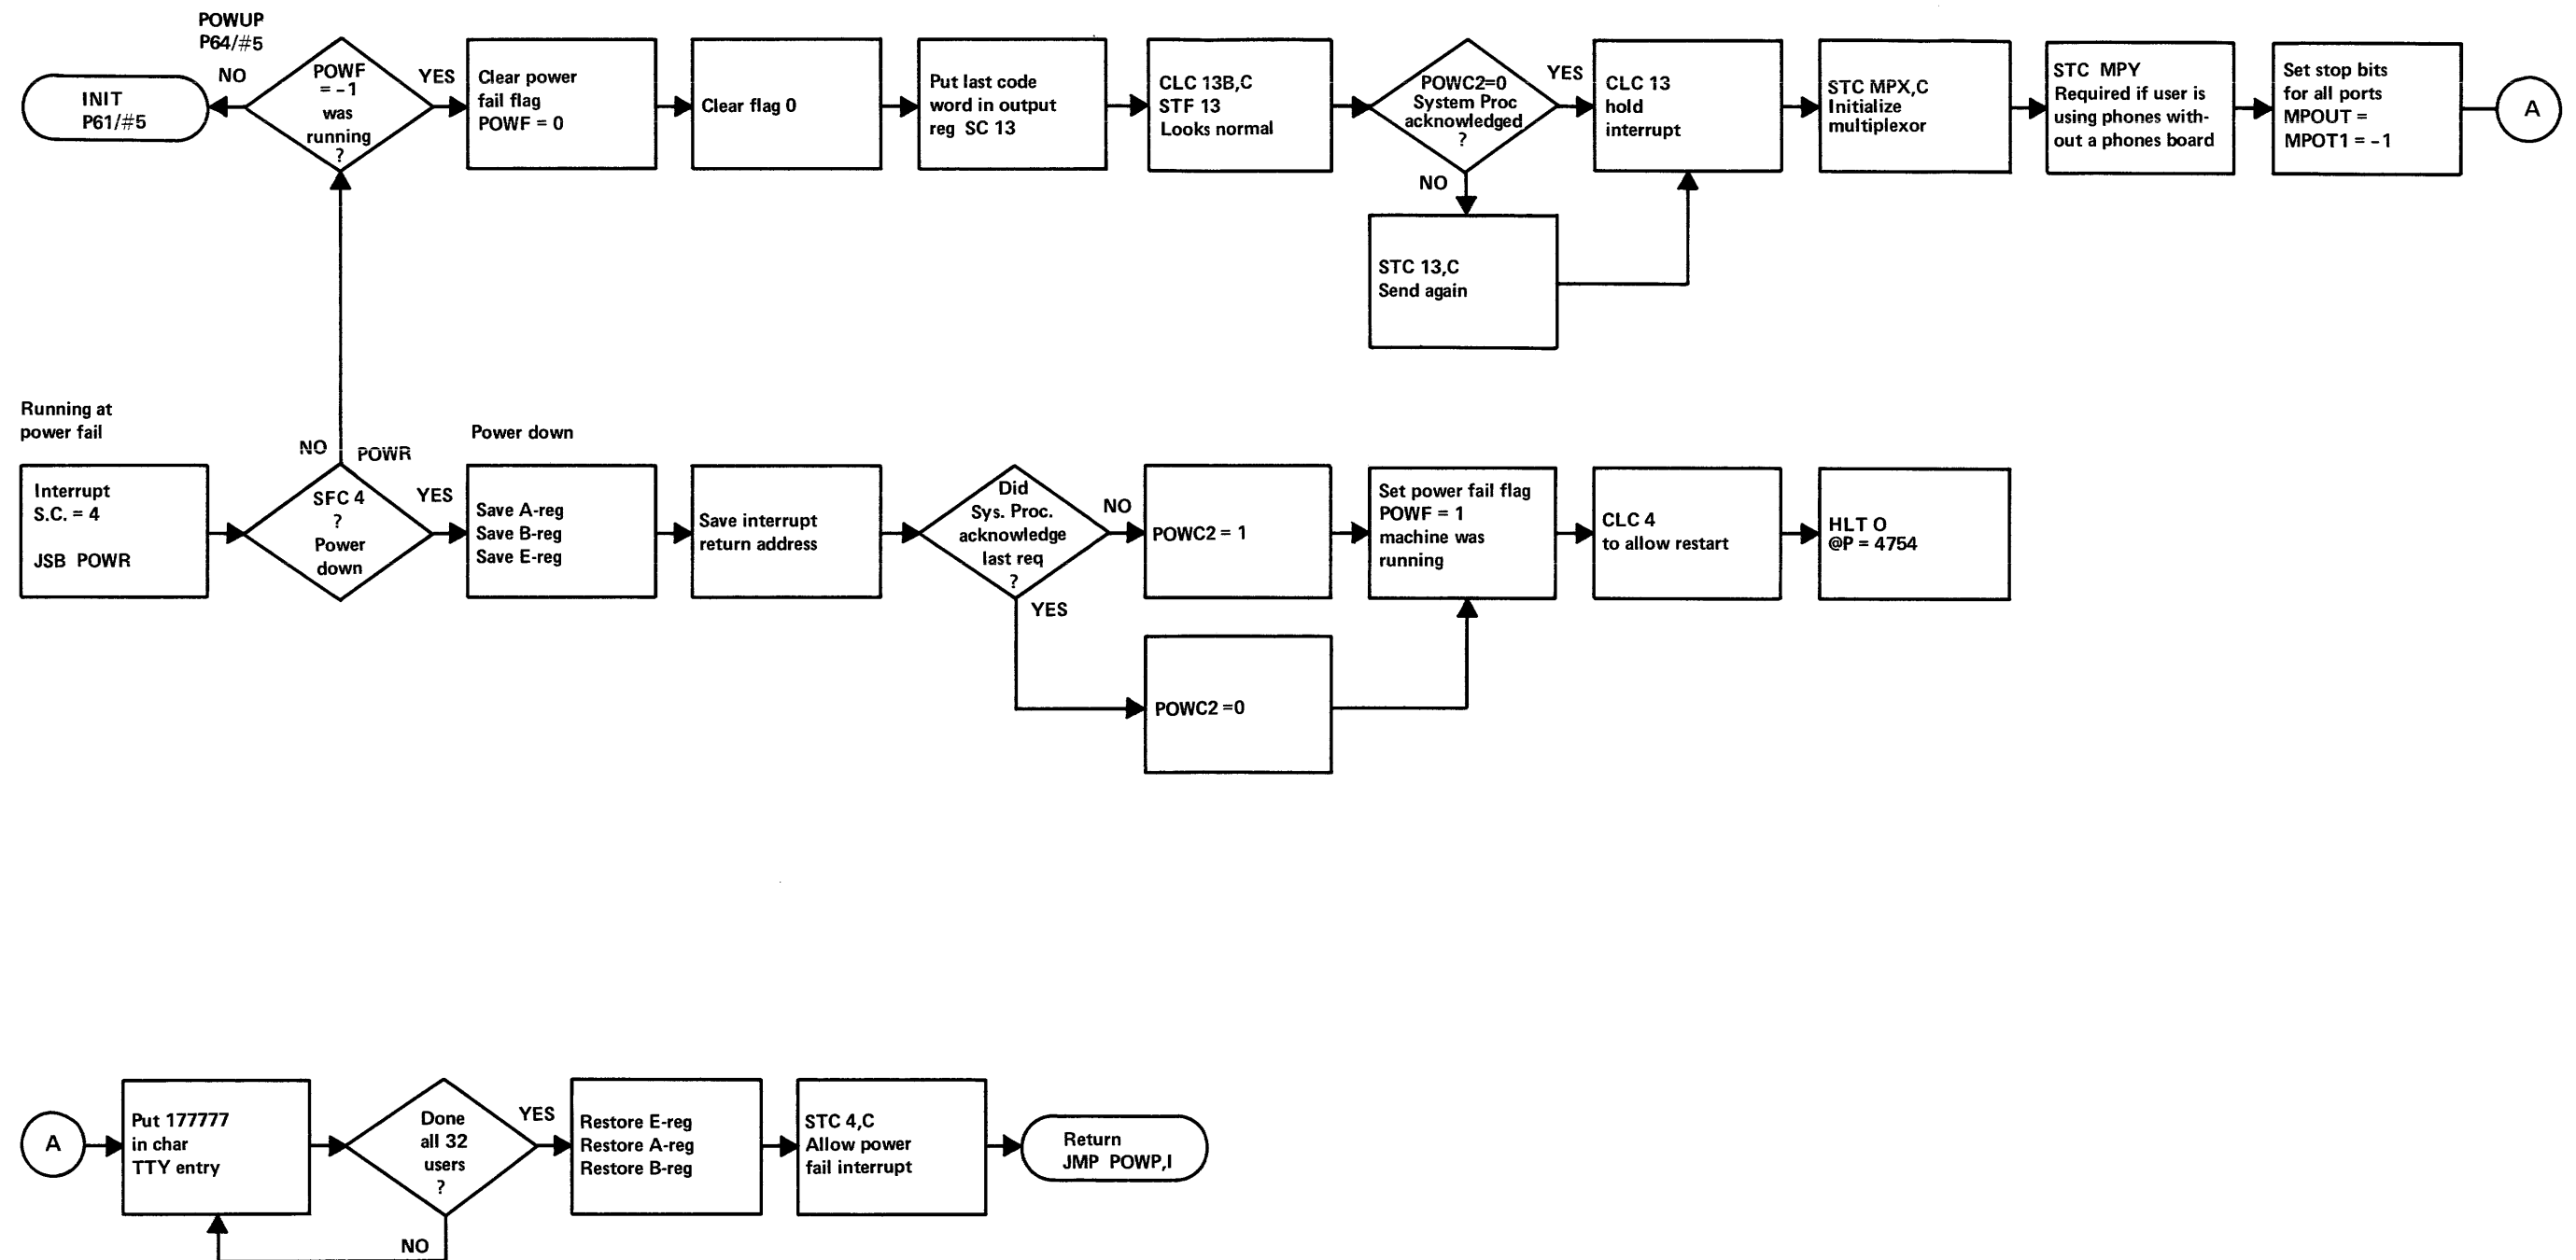 POWUP
P64/#5
NO
INIT
P61/#5
POWF
= -1
was
running
?
YES
Clear power
fail flag
POWF = 0
Clear flag 0
Put last code
word in output
reg SC 13
CLC 13B,C
STF 13
Looks normal
POWC2=0
System Proc
acknowledged
?
YES
NO
STC 13,C
Send again
CLC 13
hold
interrupt
STC MPX,C
Initialize
multiplexor
STC MPY
Required if user is
using phones with-
out a phones board
Set stop bits
for all ports
MPOUT =
MPOT1 = -1
A
Running at
power fail
Interrupt
S.C. = 4
JSB POWR
NO
POWR
SFC 4
?
Power
down
YES
Power down
Save A-reg
Save B-reg
Save E-reg
Save interrupt
return address
Did
Sys. Proc.
acknowledge
last req
?
NO
YES
POWC2 = 1
POWC2 =0
Set power fail flag
POWF = 1
machine was
running
CLC 4
to allow restart
HLT O
@P = 4754
A
Put 177777
in char
TTY entry
Done
all 32
users
?
YES
NO
Restore E-reg
Restore A-reg
Restore B-reg
STC 4,C
Allow power
fail interrupt
Return
JMP POWP,I